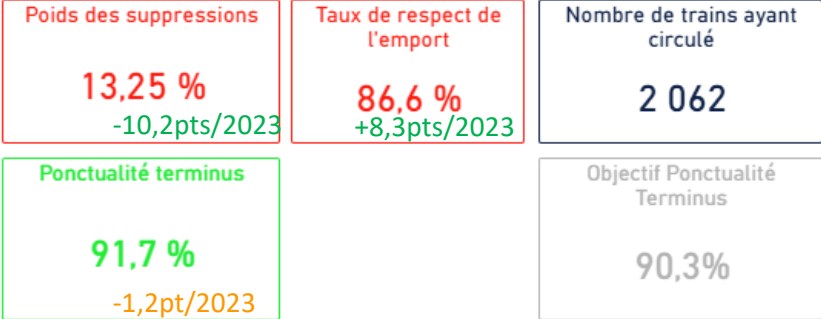 Poids des suppressions
13,25 %
-10,2pts/2023
Taux de respect de
l'emport
86,6 %
+8,3pts/2023
Nombre de trains ayant
circulé
2 062
Ponctualité terminus
91,7 %
-1,2pt/2023
Objectif Ponctualité
Terminus
90,3%